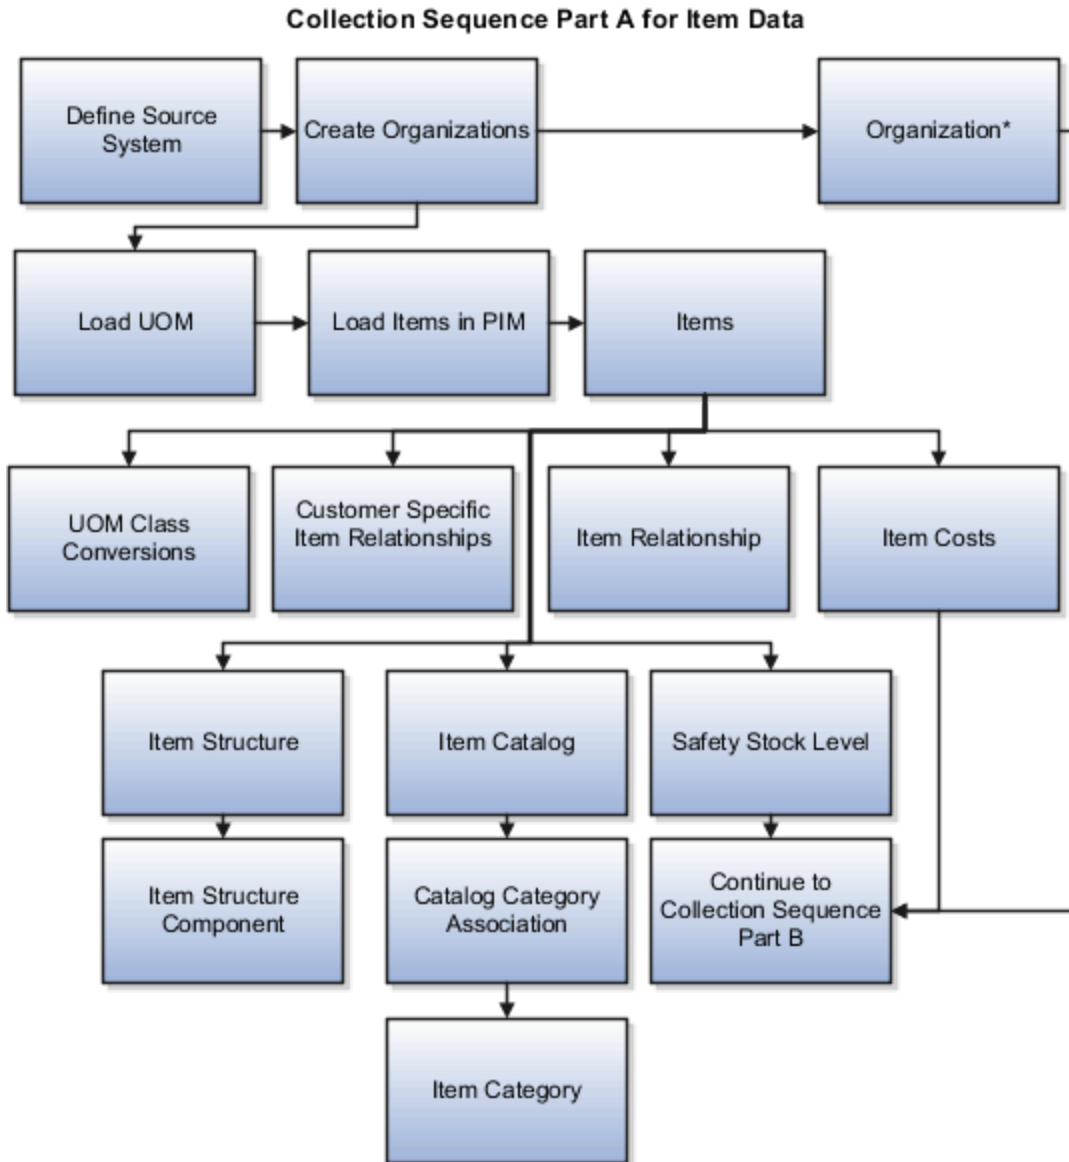 Collection Sequence Part A for Item Data
Define Source
System
Create Organizations
Organization*
Load UOM
Load Items in PIM
Items
UOM Class
Conversions
Customer Specific
Item Relationships
Item Relationship
Item Costs
Item Structure
Item Catalog
Safety Stock Level
Item Structure
Component
Catalog Category
Association
Continue to
Collection Sequence
Part B
Item Category